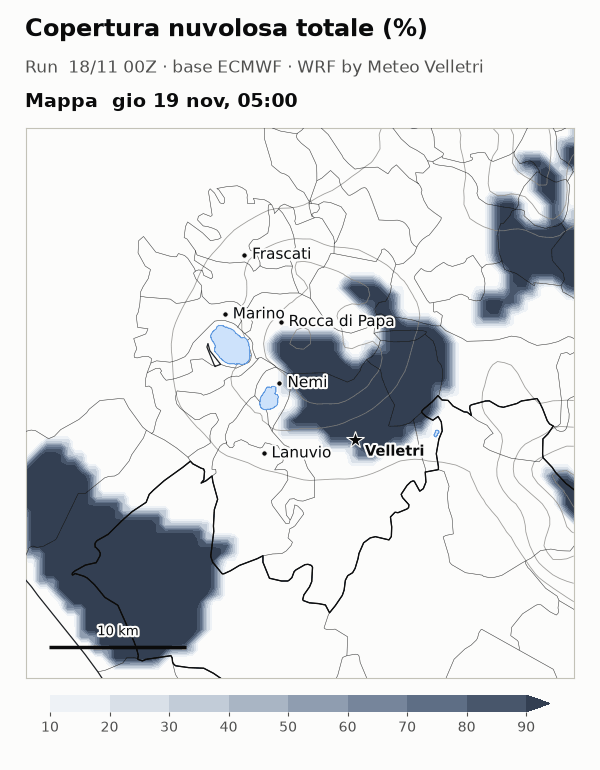 Copertura nuvolosa totale (%)
Run 18/11 00Z · base ECMWF · WRF by Meteo Velletri
Mappa gio 19 nov, 05:00
Frascati
Marino
Rocca di Papa
Nemi
Velletri
Lanuvio
10 km
10 20 30 40 50 60 70 80 90